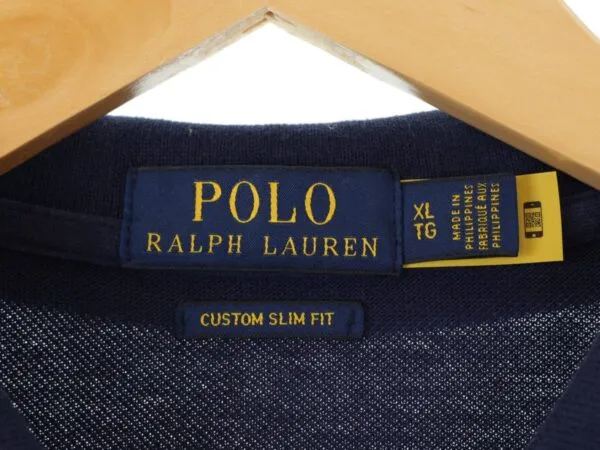 POLO
RALPH LAUREN
XL
TG
MADE IN
PHILIPPINES
FABRIQUÉ AUX
PHILIPPINES
CUSTOM SLIM FIT